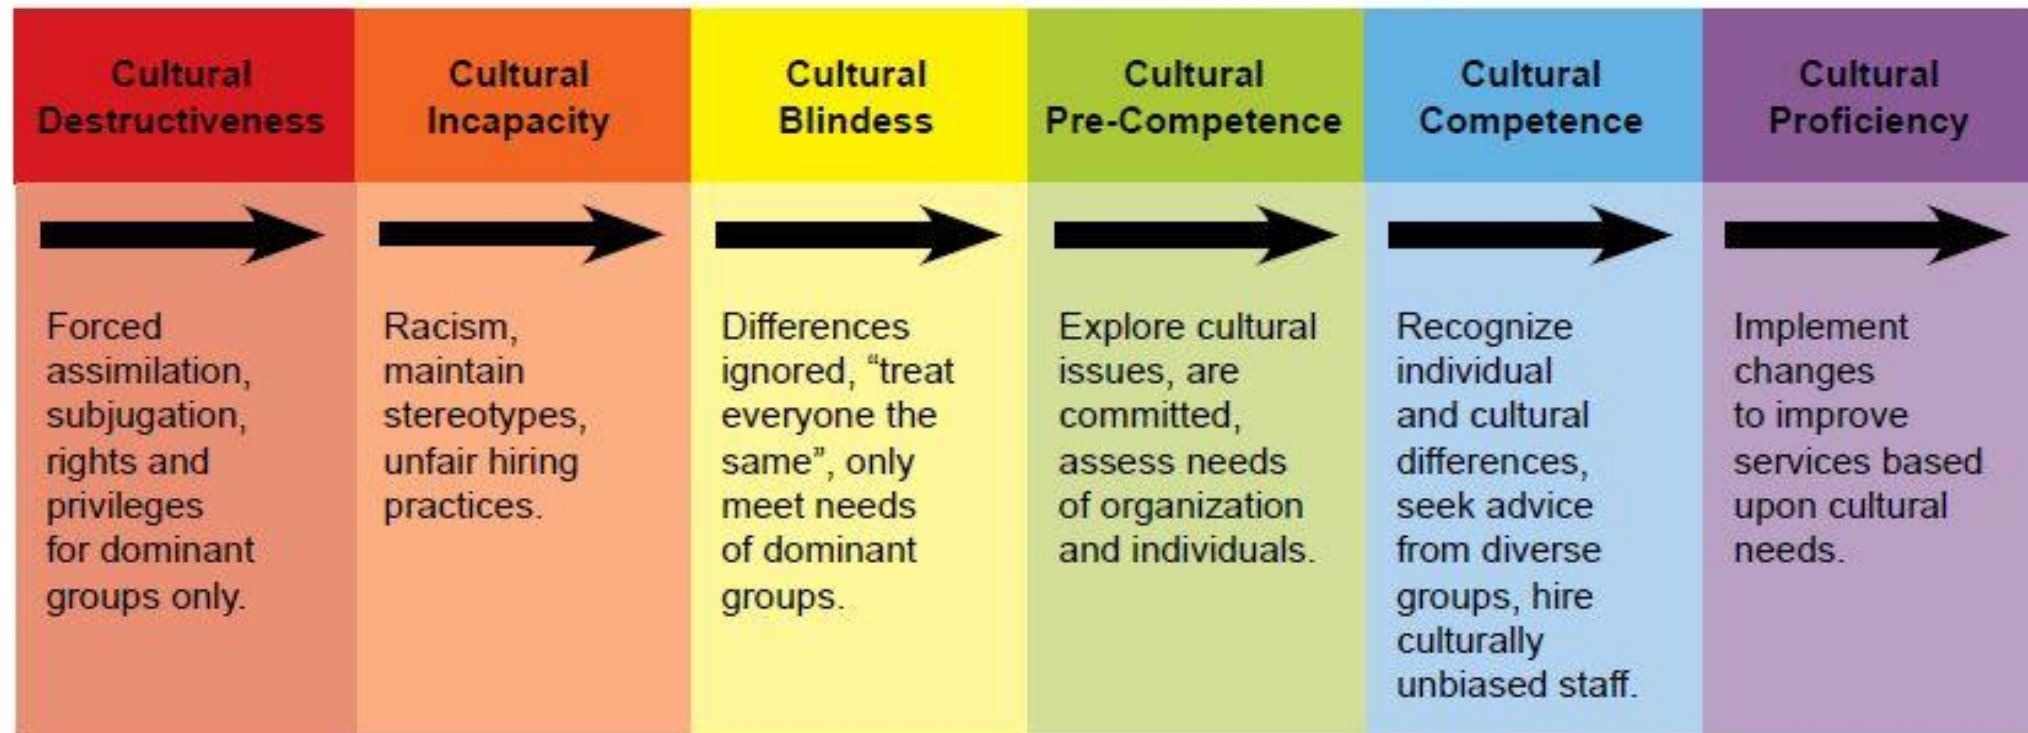 Cultural
Destructiveness
Forced
assimilation,
subjugation,
rights and
privileges
for dominant
groups only.
Cultural
Incapacity
Racism,
maintain
stereotypes,
unfair hiring
practices.
Cultural
Blindess
Differences
ignored, “treat
everyone the
same”, only
meet needs
of dominant
groups.
Cultural
Pre-Competence
Explore cultural
issues, are
committed,
assess needs
of organization
and individuals.
Cultural
Competence
Recognize
individual
and cultural
differences,
seek advice
from diverse
groups, hire
culturally
unbiased staff.
Cultural
Proficiency
Implement
changes
to improve
services based
upon cultural
needs.